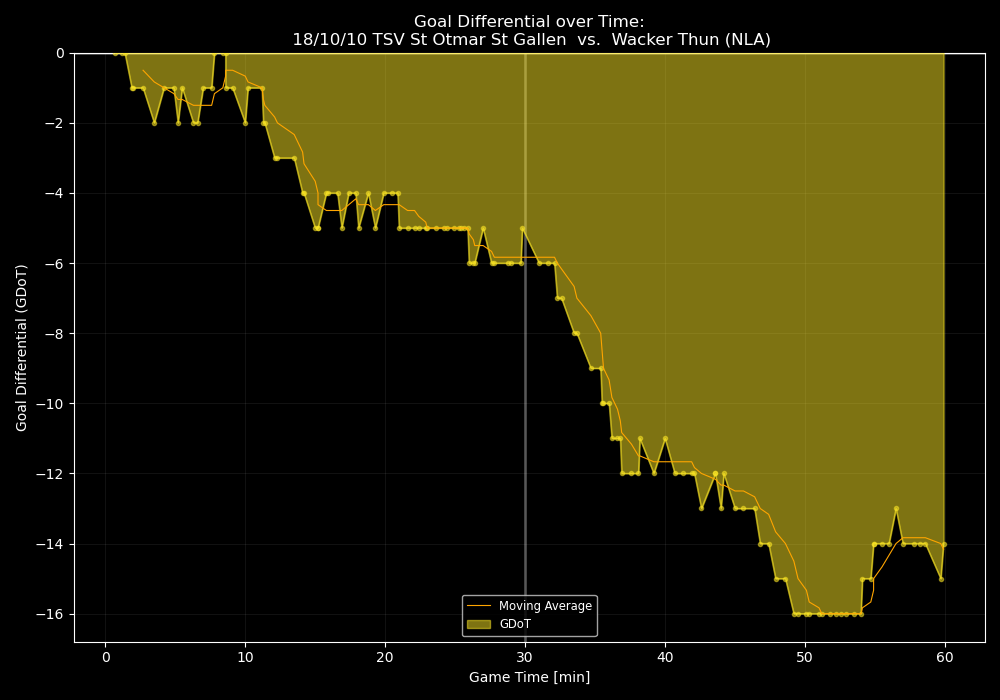 Goal Differential over Time:
18/10/10 TSV St Otmar St Gallen  vs.  Wacker Thun (NLA)
Goal Differential (GDoT)
0
−2
−4
−6
−8
−10
−12
−14
−16
Moving Average
GDoT
0 10 20 30 40 50 60
Game Time [min]